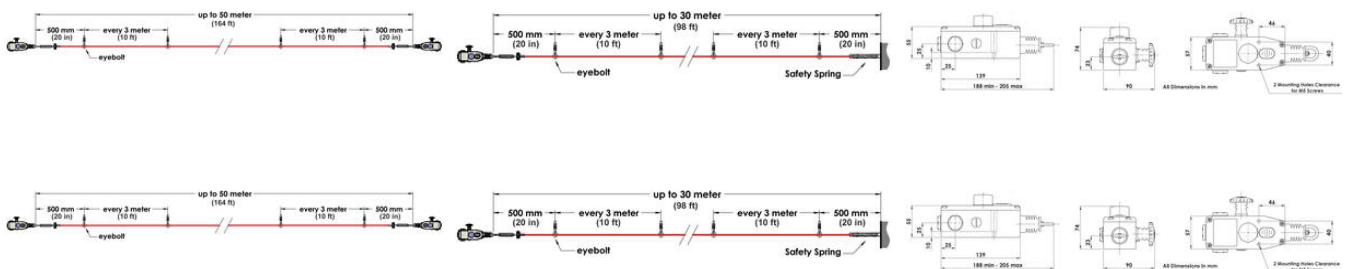 up to 50 meter
(164 ft)
500 mm
(20 in)
every 3 meter
(10 ft)
every 3 meter
(10 ft)
500 mm
(20 in)
eyebolt
up to 30 meter
(98 ft)
500 mm
(20 in)
every 3 meter
(10 ft)
every 3 meter
(10 ft)
500 mm
(20 in)
eyebolt
Safety Spring
55
25
10
25
139
188 min - 205 max
76
23
90
All Dimensions in mm
57
46
40
2 Mounting Holes Clearance
for M5 Screws
up to 50 meter
(164 ft)
500 mm
(20 in)
every 3 meter
(10 ft)
every 3 meter
(10 ft)
500 mm
(20 in)
eyebolt
up to 30 meter
(98 ft)
500 mm
(20 in)
every 3 meter
(10 ft)
every 3 meter
(10 ft)
500 mm
(20 in)
eyebolt
Safety Spring
55
25
10
25
139
188 min - 205 max
76
23
90
All Dimensions in mm
57
46
40
2 Mounting Holes Clearance